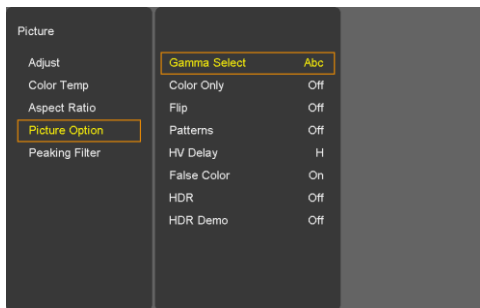 Picture
Adjust
Color Temp
Aspect Ratio
Picture Option
Peaking Filter
Gamma Select Abc
Color Only Off
Flip Off
Patterns Off
HV Delay H
False Color On
HDR Off
HDR Demo Off